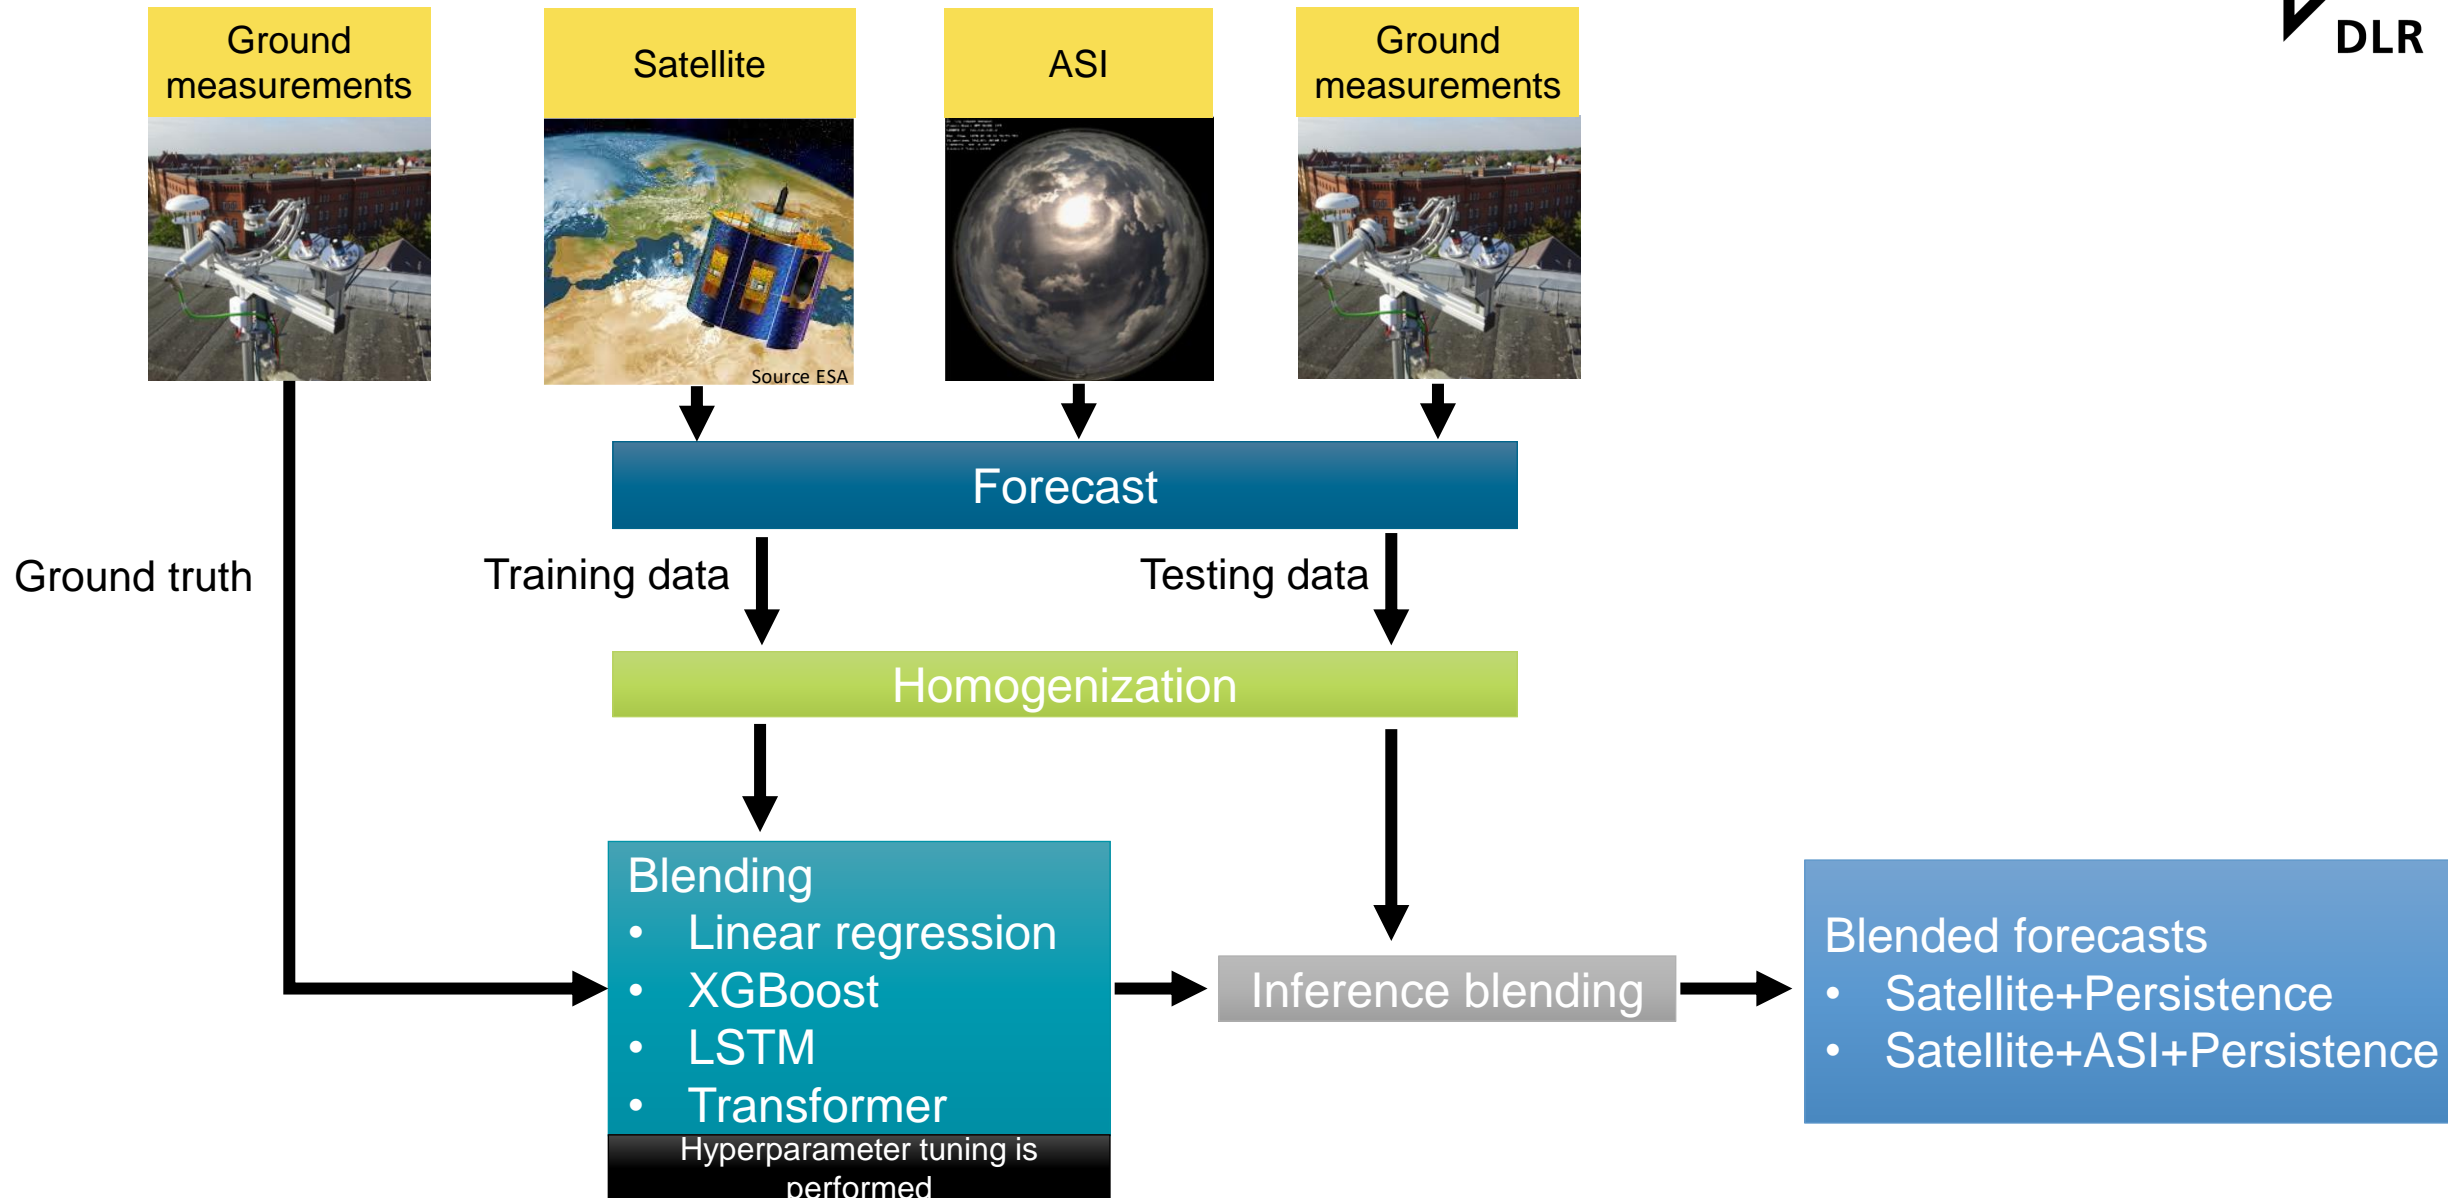 DLR
Ground
measurements
Satellite
ASI
Ground
measurements
Source ESA
Forecast
Ground truth
Training data
Testing data
Homogenization
Blending
• Linear regression
• XGBoost
• LSTM
• Transformer
Hyperparameter tuning is
performed
Inference blending
Blended forecasts
• Satellite+Persistence
• Satellite+ASI+Persistence